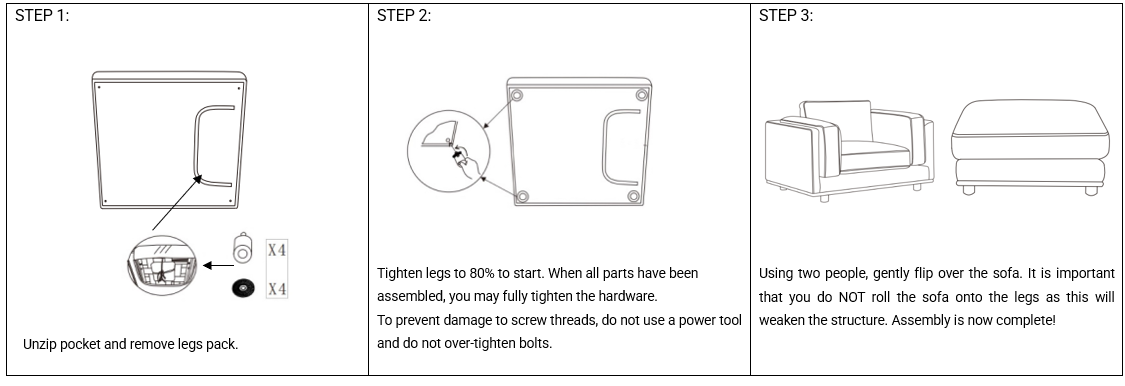 STEP 1:
X4
X4
Unzip pocket and remove legs pack.
STEP 2:
Tighten legs to 80% to start. When all parts have been
assembled, you may fully tighten the hardware.
To prevent damage to screw threads, do not use a power tool
and do not over-tighten bolts.
STEP 3:
Using two people, gently flip over the sofa. It is important
that you do NOT roll the sofa onto the legs as this will
weaken the structure. Assembly is now complete!